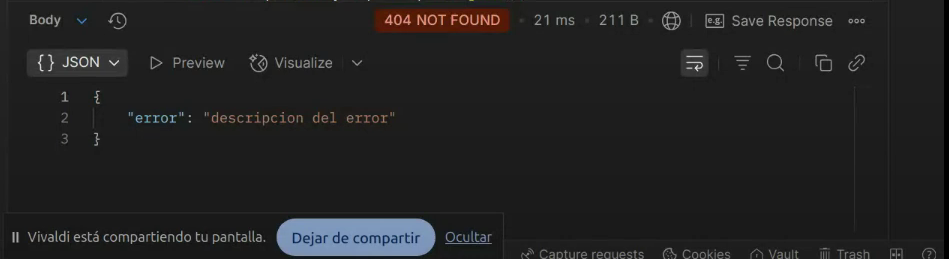 Body 404 NOT FOUND 21 ms 211 B e.g. Save Response
{} JSON Preview Visualize
1 {
2 "error": "descripcion del error"
3 }
Vivaldi está compartiendo tu pantalla. Dejar de compartir Ocultar
Capture requests Cookies Vault Trash